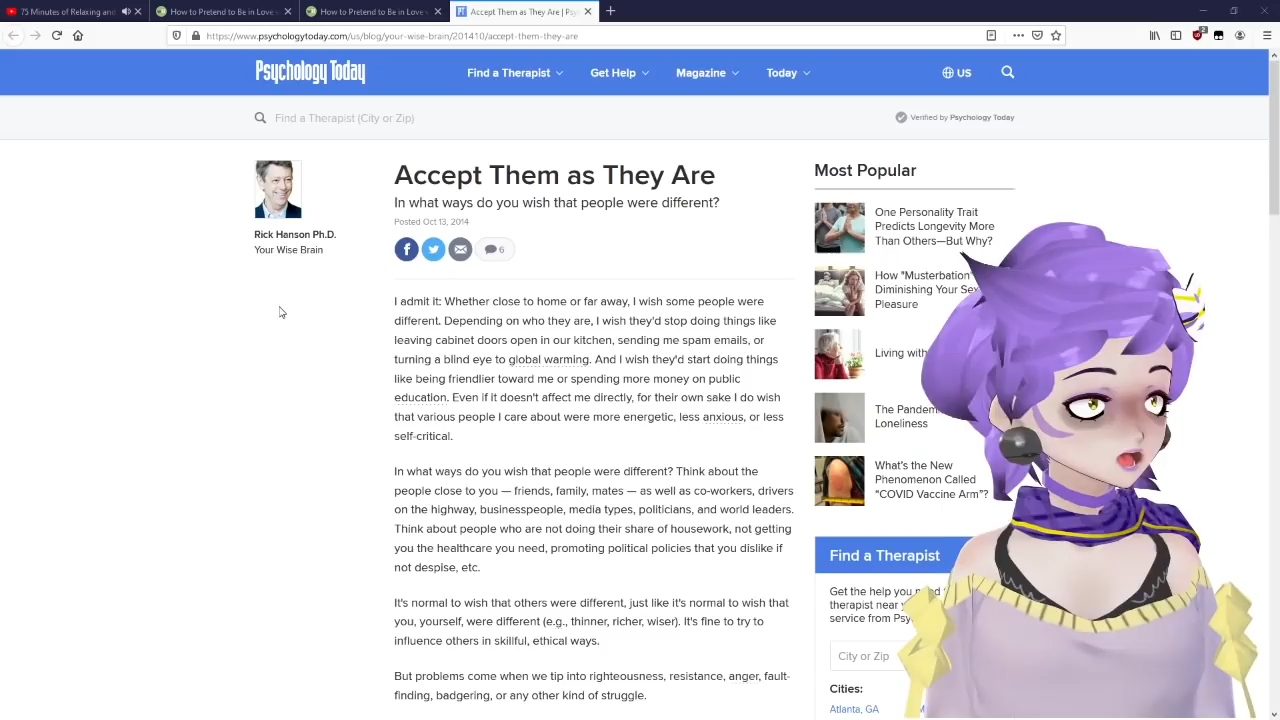 75 Minutes of Relaxing and
How to Pretend to Be in Love
How to Pretend to Be in Love
Accept Them as They Are | Psy
https://www.psychologytoday.com/us/blog/your-wise-brain/201410/accept-them-they-are
Psychology Today
Find a Therapist
Get Help
Magazine
Today
US
Find a Therapist (City or Zip)
Verified by Psychology Today
Rick Hanson Ph.D.
Your Wise Brain
Accept Them as They Are
In what ways do you wish that people were different?
Posted Oct 13, 2014
6
I admit it: Whether close to home or far away, I wish some people were
different. Depending on who they are, I wish they'd stop doing things like
leaving cabinet doors open in our kitchen, sending me spam emails, or
turning a blind eye to global warming. And I wish they'd start doing things
like being friendlier toward me or spending more money on public
education. Even if it doesn't affect me directly, for their own sake I do wish
that various people I care about were more energetic, less anxious, or less
self-critical.
In what ways do you wish that people were different? Think about the
people close to you — friends, family, mates — as well as co-workers, drivers
on the highway, businesspeople, media types, politicians, and world leaders.
Think about people who are not doing their share of housework, not getting
you the healthcare you need, promoting political policies that you dislike if
not despise, etc.
It's normal to wish that others were different, just like it's normal to wish that
you, yourself, were different (e.g., thinner, richer, wiser). It's fine to try to
influence others in skillful, ethical ways.
But problems come when we tip into righteousness, resistance, anger, fault-
finding, badgering, or any other kind of struggle.
Most Popular
One Personality Trait
Predicts Longevity More
Than Others—But Why?
How "Musterbation"
Diminishing Your Sex
Pleasure
Living with
The Pandem
Loneliness
What's the New
Phenomenon Called
“COVID Vaccine Arm”?
Find a Therapist
Get the help you need
therapist near
service from Psy
City or Zip
Cities:
Atlanta, GA